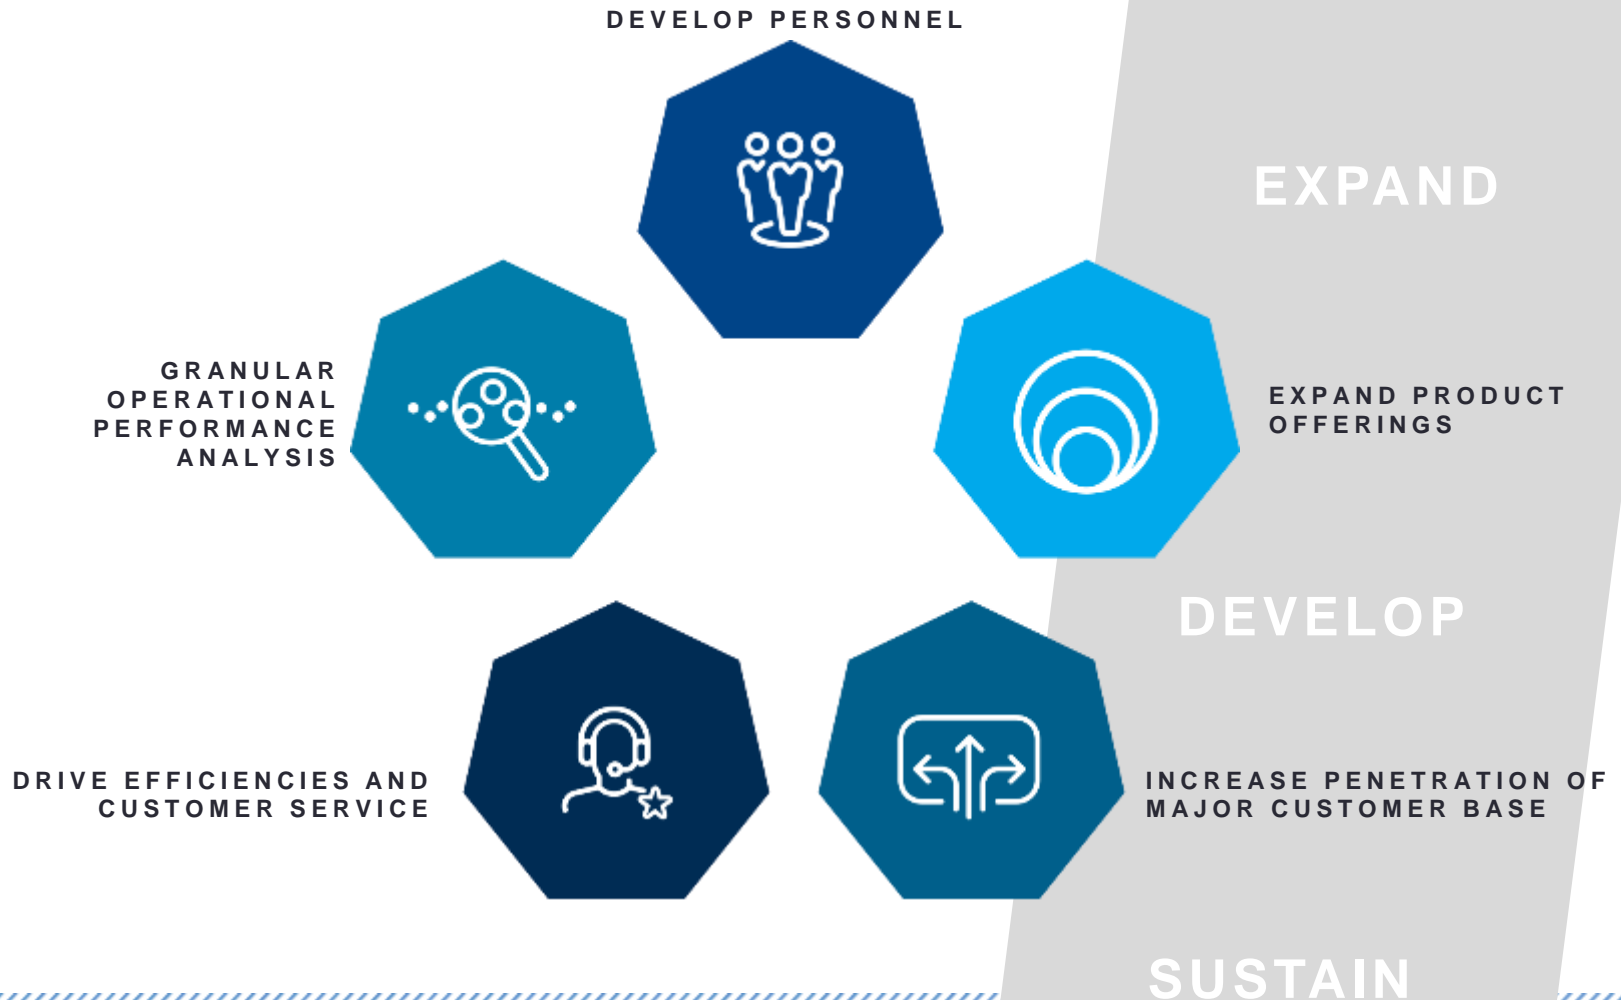 DEVELOP PERSONNEL
EXPAND
GRANULAR
OPERATIONAL
PERFORMANCE
ANALYSIS
EXPAND PRODUCT
OFFERINGS
DEVELOP
DRIVE EFFICIENCIES AND
CUSTOMER SERVICE
INCREASE PENETRATION OF
MAJOR CUSTOMER BASE
SUSTAIN